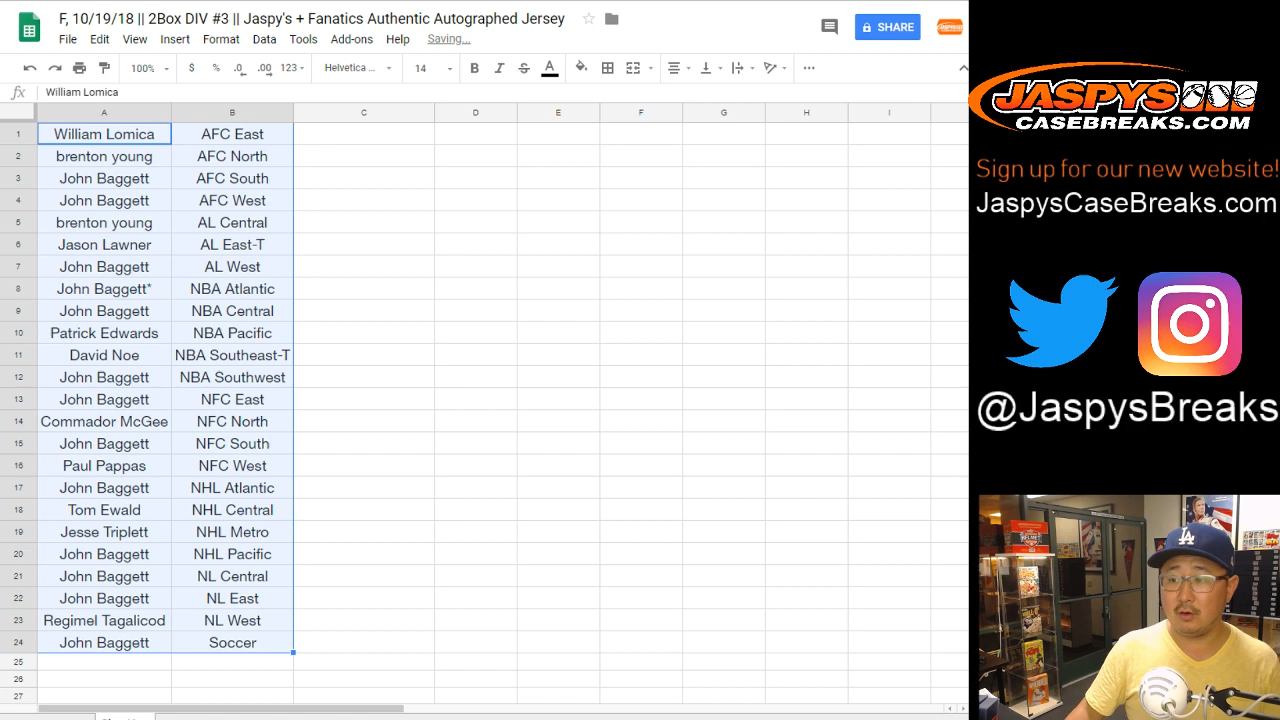 F, 10/19/18 || 2Box DIV #3 || Jaspy's + Fanatics Authentic Autographed Jersey
File Edit View Insert Format Data Tools Add-ons Help Saving...
SHARE
100% $ % .0 .00 123 Helvetica ... 14 B I S A
fx William Lomica
A B C D E F G H I
1 William Lomica AFC East
2 brenton young AFC North
3 John Baggett AFC South
4 John Baggett AFC West
5 brenton young AL Central
6 Jason Lawner AL East-T
7 John Baggett AL West
8 John Baggett* NBA Atlantic
9 John Baggett NBA Central
10 Patrick Edwards NBA Pacific
11 David Noe NBA Southeast-T
12 John Baggett NBA Southwest
13 John Baggett NFC East
14 Commador McGee NFC North
15 John Baggett NFC South
16 Paul Pappas NFC West
17 John Baggett NHL Atlantic
18 Tom Ewald NHL Central
19 Jesse Triplett NHL Metro
20 John Baggett NHL Pacific
21 John Baggett NL Central
22 John Baggett NL East
23 Regimel Tagalicod NL West
24 John Baggett Soccer
25
26
27
JASPYS
CASEBREAKS.COM
Sign up for our new website!
JaspysCaseBreaks.com
@JaspysBreaks
HELMET
LA